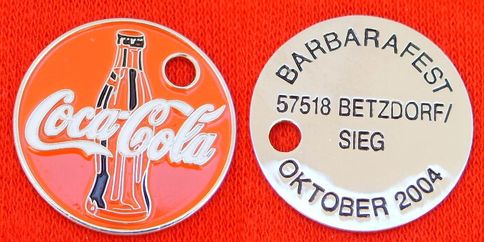 Coca-Cola
BARBARAFEST
57518 BETZDORF/
SIEG
OKTOBER 2004